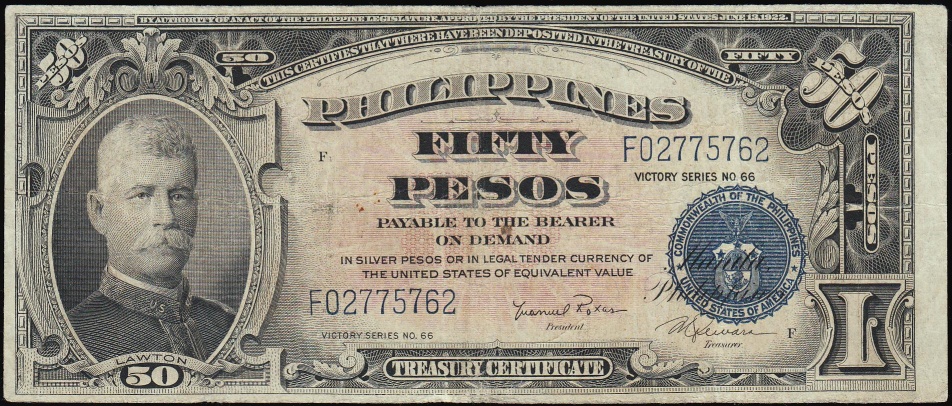 BY AUTHORITY OF AN ACT OF THE PHILIPPINE LEGISLATURE, APPROVED BY THE PRESIDENT OF THE UNITED STATES JUNE 13, 1922.
50 PESOS
50
THIS CERTIFIES THAT THERE HAVE BEEN DEPOSITED IN THE TREASURY OF THE
FIFTY
50 PESOS
PHILIPPINES
FIFTY
F
F02775762
PESOS
VICTORY SERIES NO. 66
PESOS
PAYABLE TO THE BEARER
ON DEMAND
IN SILVER PESOS OR IN LEGAL TENDER CURRENCY OF
THE UNITED STATES OF EQUIVALENT VALUE
COMMONWEALTH OF THE PHILIPPINES
UNITED STATES OF AMERICA
Manila
F02775762
Manuel Roxas
President.
Treasurer.
F
VICTORY SERIES NO. 66
L
LAWTON
50
TREASURY CERTIFICATE